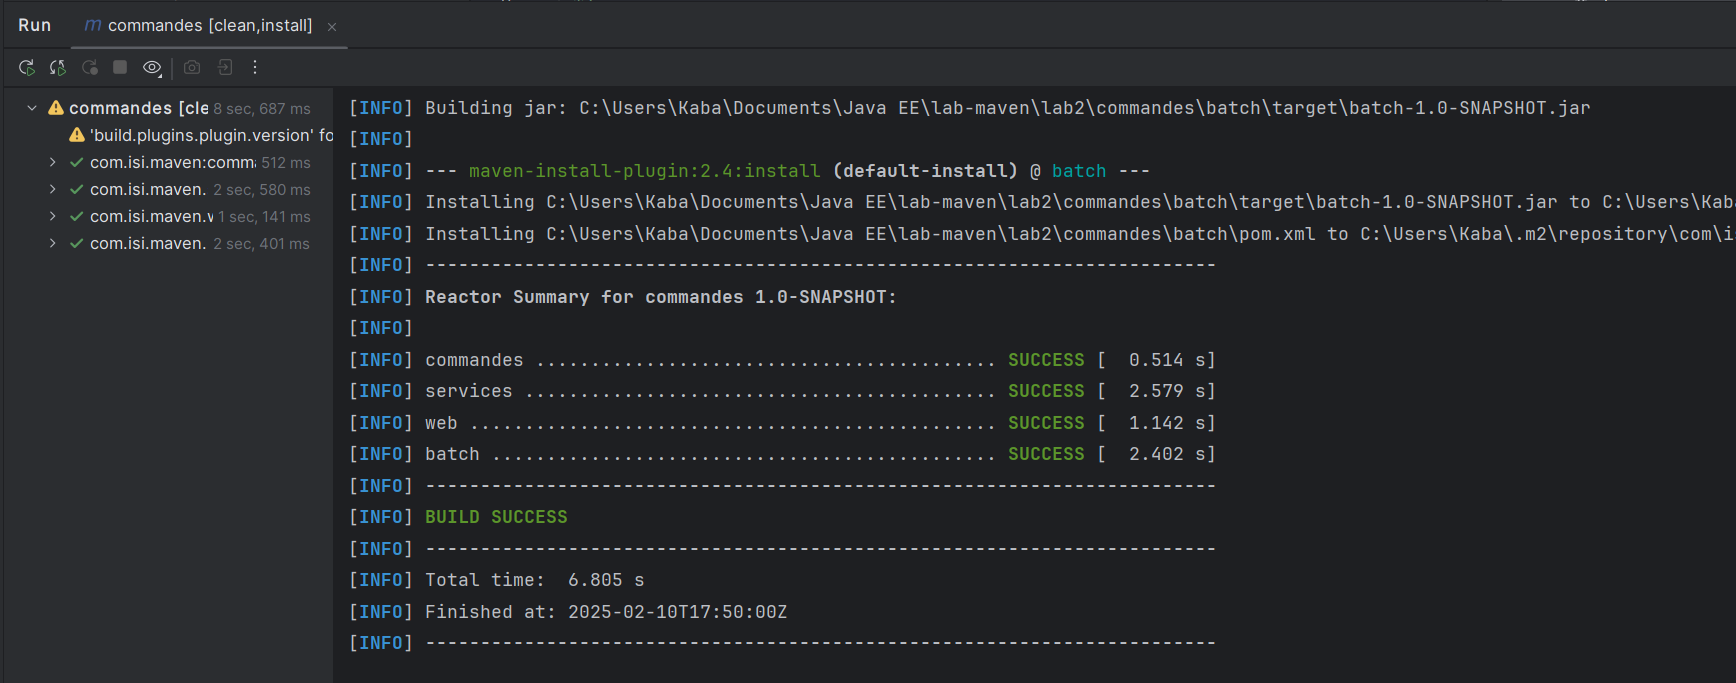 Run commandes [clean,install]
commandes [cle 8 sec, 687 ms
'build.plugins.plugin.version' fo
com.isi.maven:comma 512 ms
com.isi.maven. 2 sec, 580 ms
com.isi.maven.v 1 sec, 141 ms
com.isi.maven. 2 sec, 401 ms
[INFO] Building jar: C:\Users\Kaba\Documents\Java EE\lab-maven\lab2\commandes\batch\target\batch-1.0-SNAPSHOT.jar
[INFO]
[INFO] --- maven-install-plugin:2.4:install (default-install) @ batch ---
[INFO] Installing C:\Users\Kaba\Documents\Java EE\lab-maven\lab2\commandes\batch\target\batch-1.0-SNAPSHOT.jar to C:\Users\Kab
[INFO] Installing C:\Users\Kaba\Documents\Java EE\lab-maven\lab2\commandes\batch\pom.xml to C:\Users\Kaba\.m2\repository\com\i
[INFO] ------------------------------------------------------------------------
[INFO] Reactor Summary for commandes 1.0-SNAPSHOT:
[INFO]
[INFO] commandes .......................................... SUCCESS [  0.514 s]
[INFO] services ........................................... SUCCESS [  2.579 s]
[INFO] web ................................................ SUCCESS [  1.142 s]
[INFO] batch .............................................. SUCCESS [  2.402 s]
[INFO] ------------------------------------------------------------------------
[INFO] BUILD SUCCESS
[INFO] ------------------------------------------------------------------------
[INFO] Total time:  6.805 s
[INFO] Finished at: 2025-02-10T17:50:00Z
[INFO] ------------------------------------------------------------------------